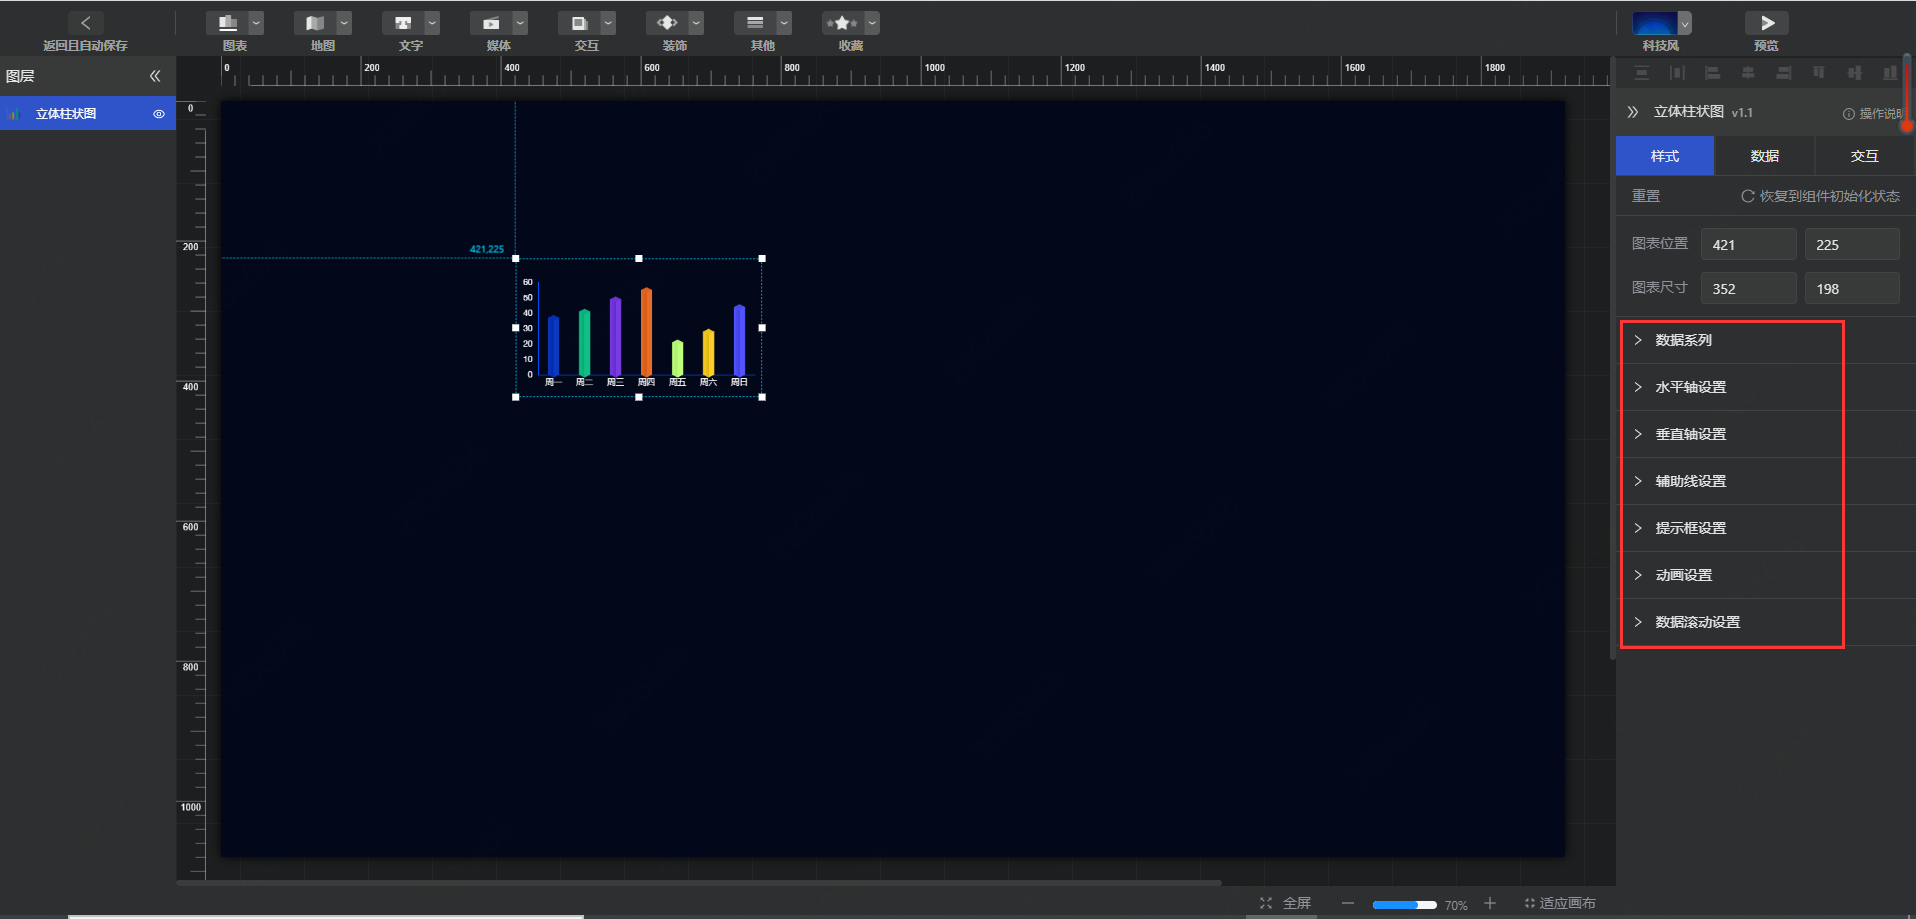 返回且自动保存
图表
地图
文字
媒体
交互
装饰
其他
收藏
科技风
预览
图层
立体柱状图
0 200 400 600 800 1000 1200 1400 1600 1800
0
200
400
600
800
1000
421,225
60
50
40
30
20
10
0
周一 周二 周三 周四 周五 周六 周日
立体柱状图 v1.1
操作说明
样式 数据 交互
重置 恢复到组件初始化状态
图表位置 421 225
图表尺寸 352 198
数据系列
水平轴设置
垂直轴设置
辅助线设置
提示框设置
动画设置
数据滚动设置
全屏
70%
适应画布